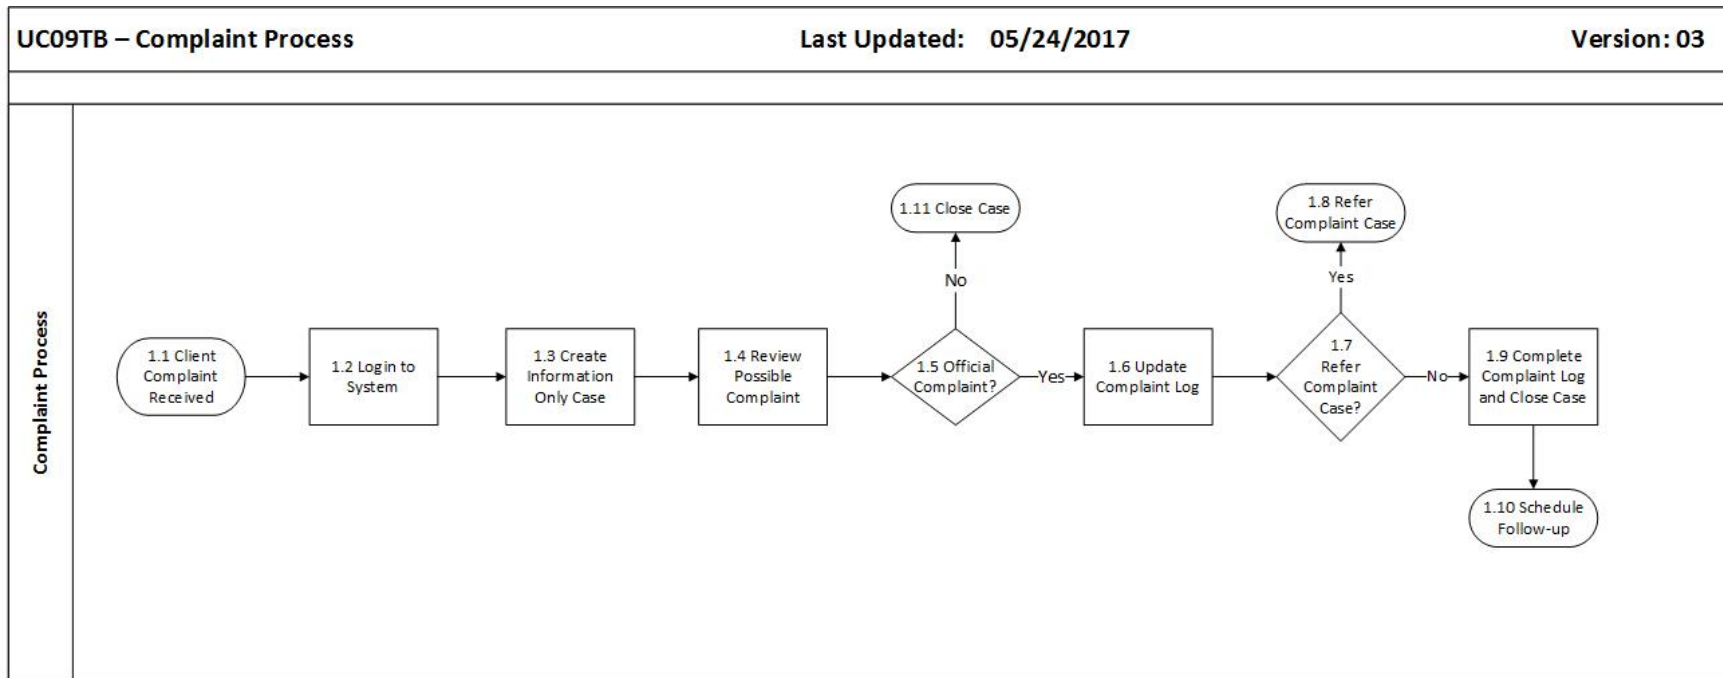 UC09TB – Complaint Process
Last Updated: 05/24/2017
Version: 03
Complaint Process
1.1 Client
Complaint
Received
1.2 Login to
System
1.3 Create
Information
Only Case
1.4 Review
Possible
Complaint
1.5 Official
Complaint?
No
1.11 Close Case
Yes
1.6 Update
Complaint Log
1.7
Refer
Complaint
Case?
Yes
1.8 Refer
Complaint Case
No
1.9 Complete
Complaint Log
and Close Case
1.10 Schedule
Follow-up